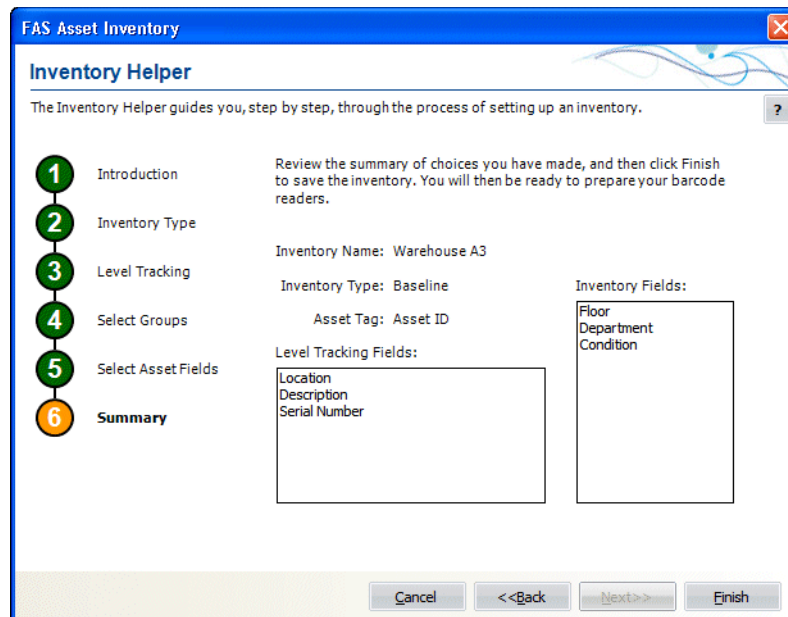 FAS Asset Inventory
Inventory Helper
The Inventory Helper guides you, step by step, through the process of setting up an inventory.
?
1 Introduction
2 Inventory Type
3 Level Tracking
4 Select Groups
5 Select Asset Fields
6 Summary
Review the summary of choices you have made, and then click Finish
to save the inventory. You will then be ready to prepare your barcode
readers.
Inventory Name: Warehouse A3
Inventory Type: Baseline
Asset Tag: Asset ID
Level Tracking Fields:
Location
Description
Serial Number
Inventory Fields:
Floor
Department
Condition
Cancel
<<Back
Next>>
Finish